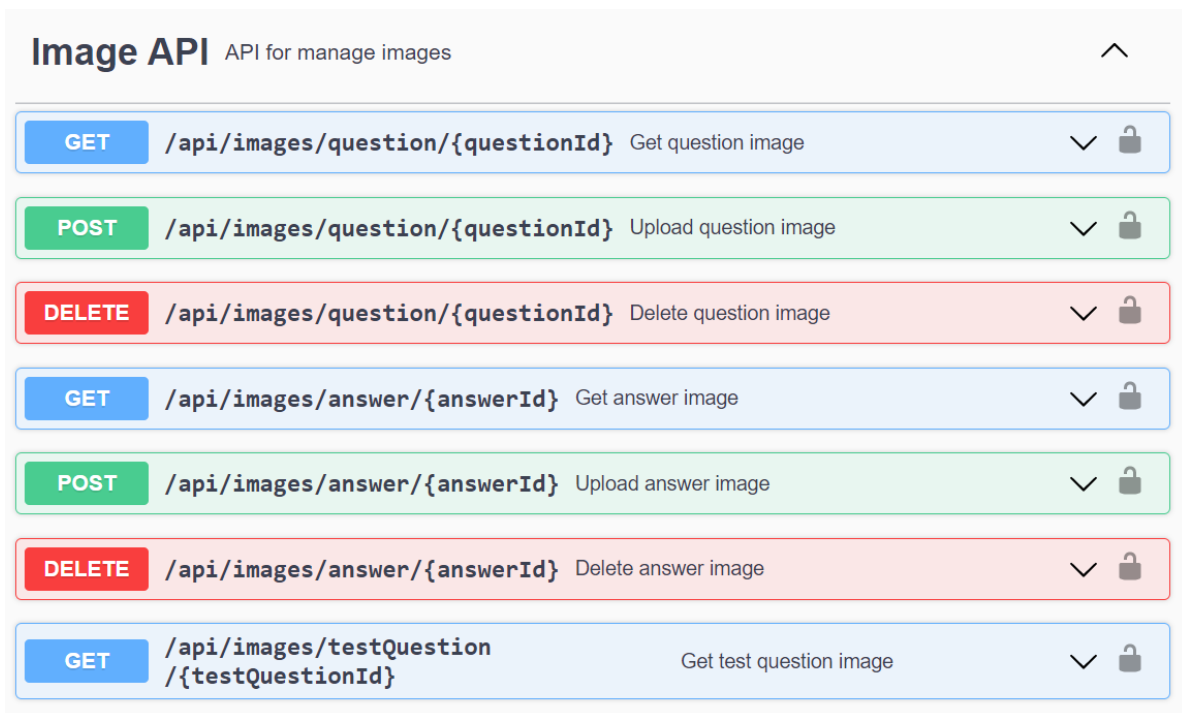 Image API API for manage images
GET /api/images/question/{questionId} Get question image
POST /api/images/question/{questionId} Upload question image
DELETE /api/images/question/{questionId} Delete question image
GET /api/images/answer/{answerId} Get answer image
POST /api/images/answer/{answerId} Upload answer image
DELETE /api/images/answer/{answerId} Delete answer image
GET /api/images/testQuestion
/{testQuestionId} Get test question image